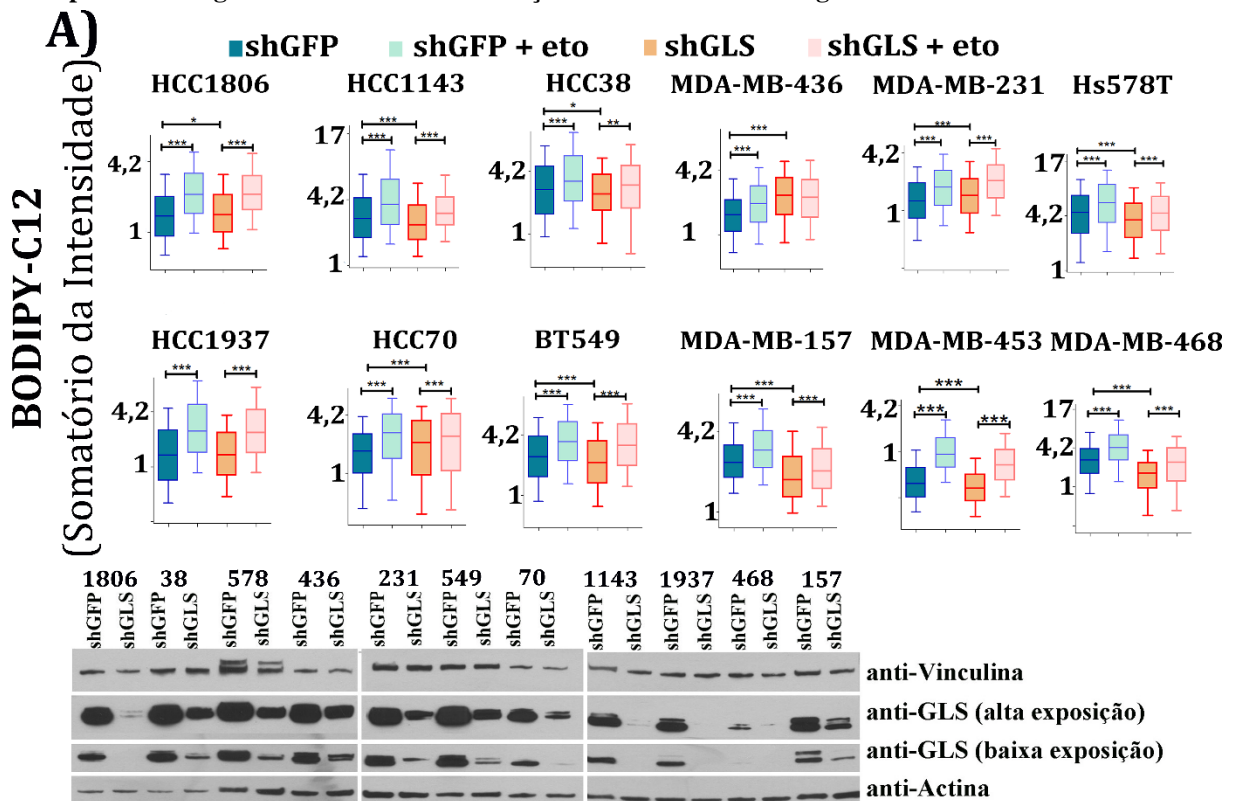 A)
shGFP shGFP + eto shGLS shGLS + eto
BODIPY-C12
(Somatório da Intensidade)
HCC1806 HCC1143 HCC38 MDA-MB-436 MDA-MB-231 Hs578T
* *** ***
4,2
1
*** *** ***
17
4,2
1
* *** **
*** ***
4,2
1
*** *** ***
4,2
1
*** *** ***
17
4,2
1
HCC1937 HCC70 BT549 MDA-MB-157 MDA-MB-453 MDA-MB-468
*** ***
4,2
1
*** *** ***
4,2
1
*** *** ***
4,2
1
*** *** ***
4,2
1
*** *** ***
4,2
1
*** *** ***
17
4,2
1
1806 38 578 436 231 549 70 1143 1937 468 157
shGFP shGLS shGFP shGLS shGFP shGLS shGFP shGLS shGFP shGLS shGFP shGLS shGFP shGLS shGFP shGLS shGFP shGLS shGFP shGLS shGFP shGLS
anti-Vinculina
anti-GLS (alta exposição)
anti-GLS (baixa exposição)
anti-Actina